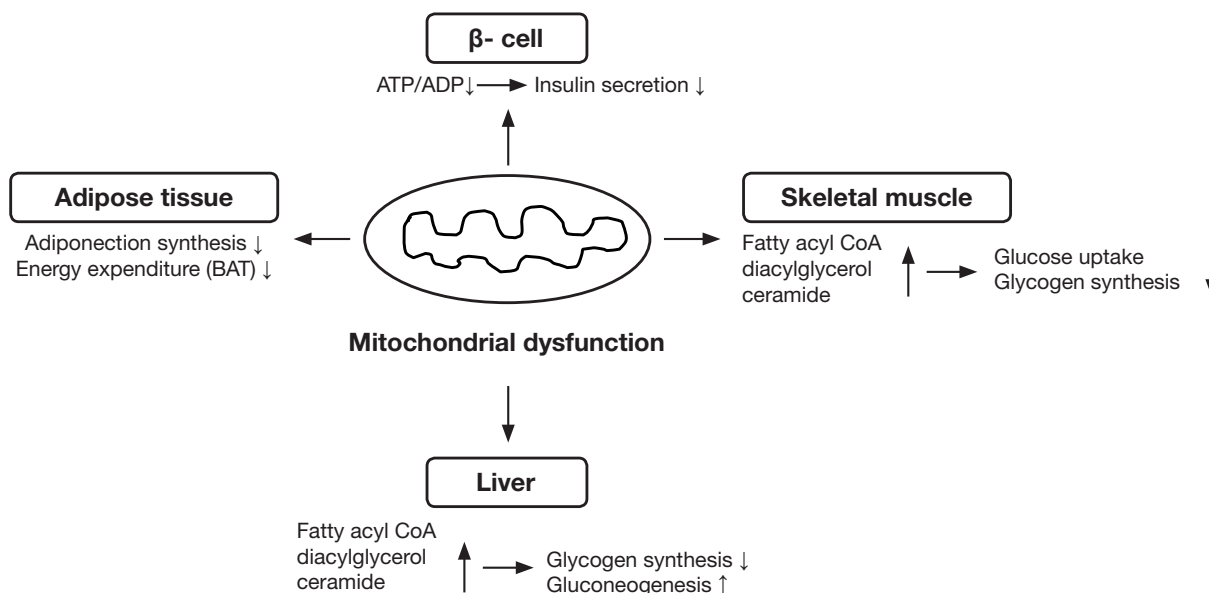 β- cell
ATP/ADP↓ → Insulin secretion ↓
Adipose tissue
Adiponection synthesis ↓
Energy expenditure (BAT) ↓
Skeletal muscle
Fatty acyl CoA
diacylglycerol
ceramide
↑ →
Glucose uptake
Glycogen synthesis
Mitochondrial dysfunction
Liver
Fatty acyl CoA
diacylglycerol
ceramide
↑ →
Glycogen synthesis ↓
Gluconeogenesis ↑